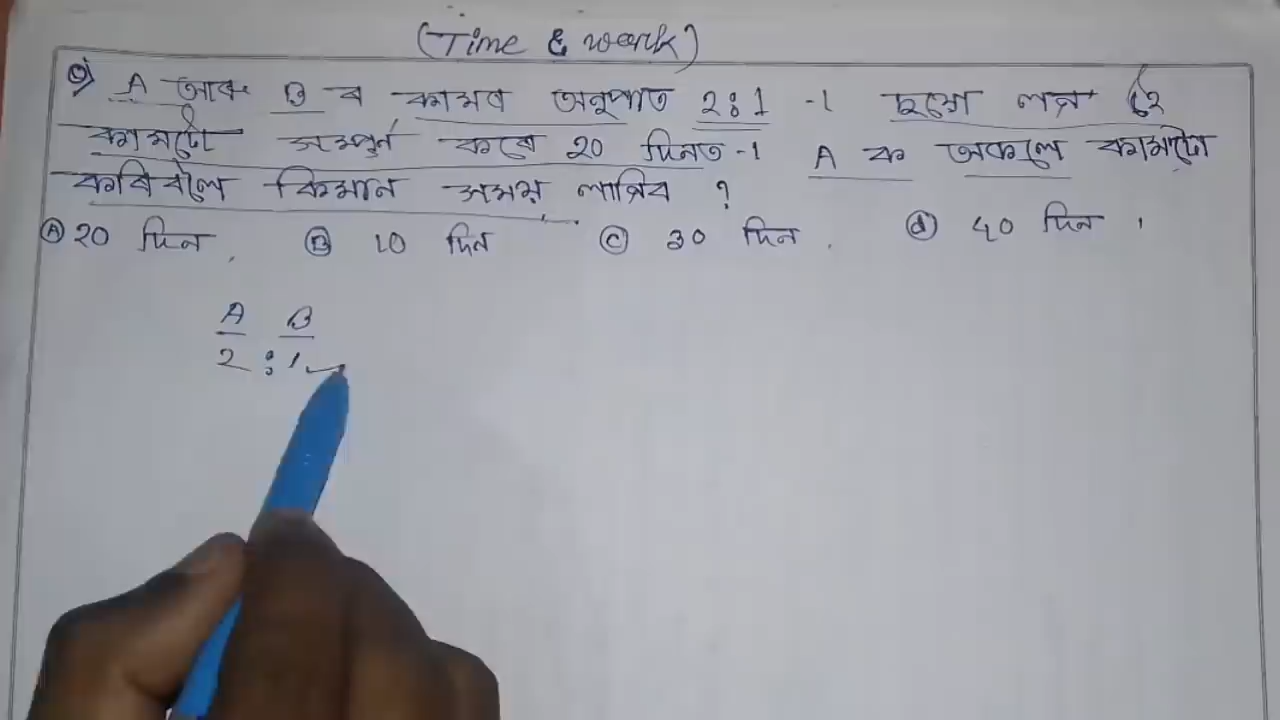 (Time & work)
Q) A আৰু B ৰ কামৰ অনুপাত 2:1 । দুয়ো লগ হৈ
কামটো সম্পূৰ্ন কৰে 20 দিনত । A ক অকলে কামটো
কৰিবলৈ কিমান সময় লাগিব ?
Ⓐ 20 দিন Ⓑ 10 দিন Ⓒ 30 দিন ⓓ 40 দিন ।
A B
2 : 1